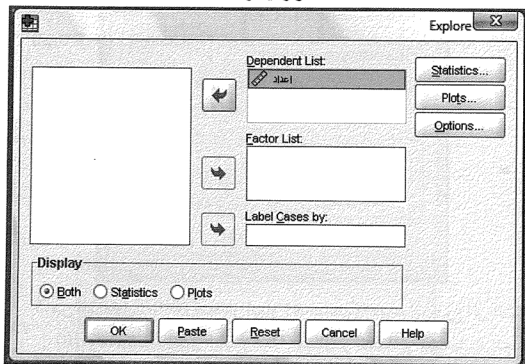 Explore
Dependent List:
اعداد
Statistics...
Plots...
Options...
Factor List:
Label Cases by:
Display
Both Statistics Plots
OK Paste Reset Cancel Help